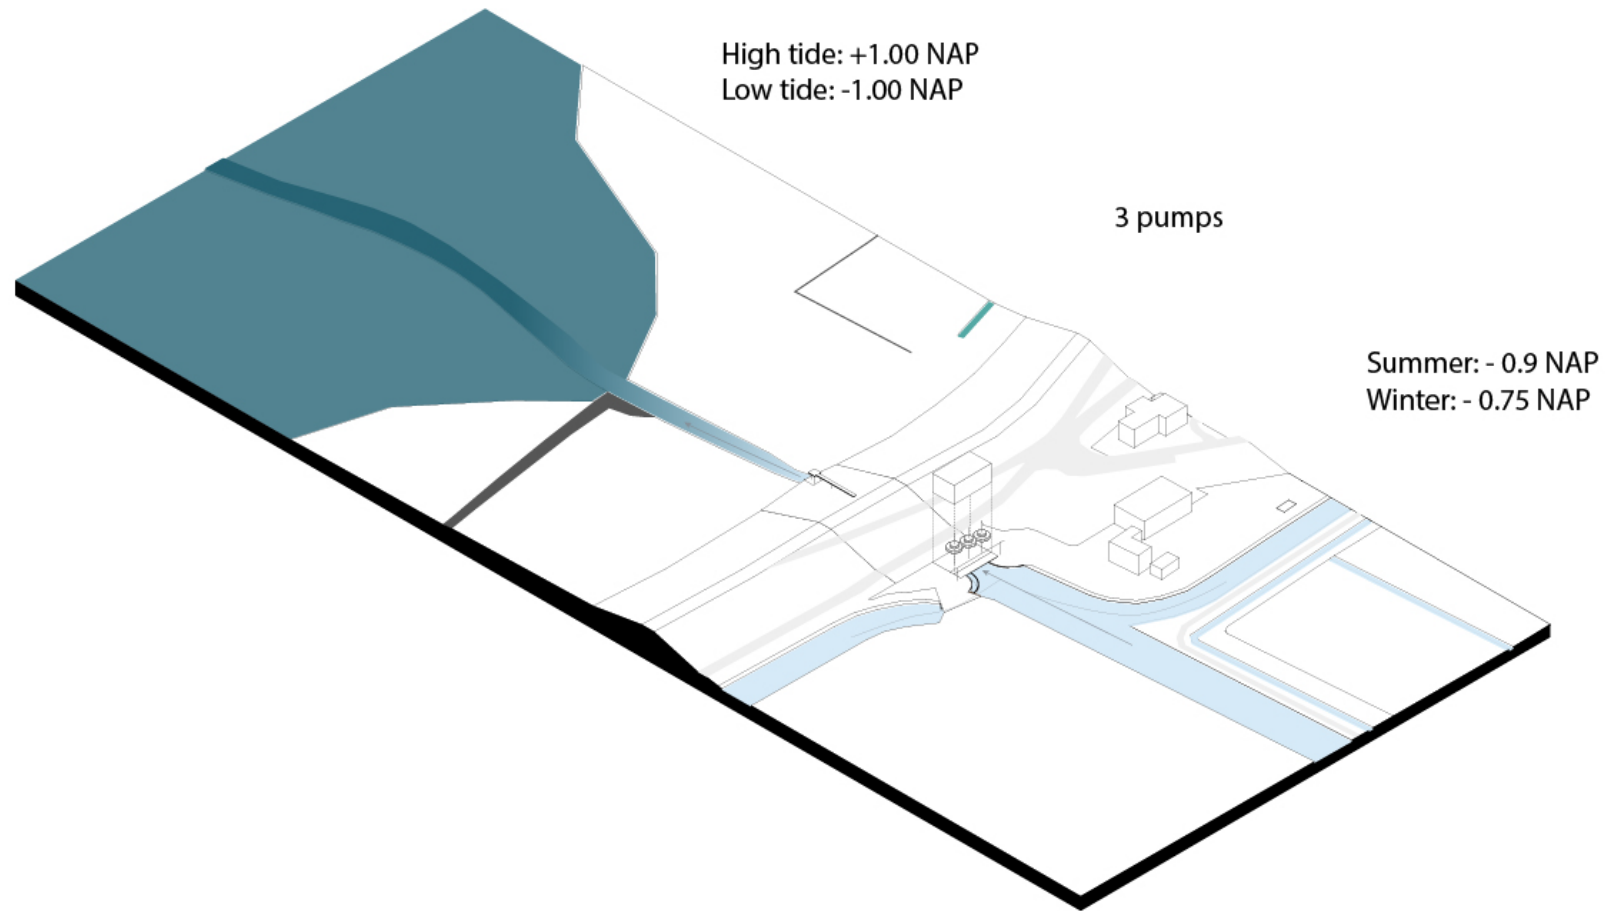 High tide: +1.00 NAP
Low tide: -1.00 NAP
3 pumps
Summer: - 0.9 NAP
Winter: - 0.75 NAP